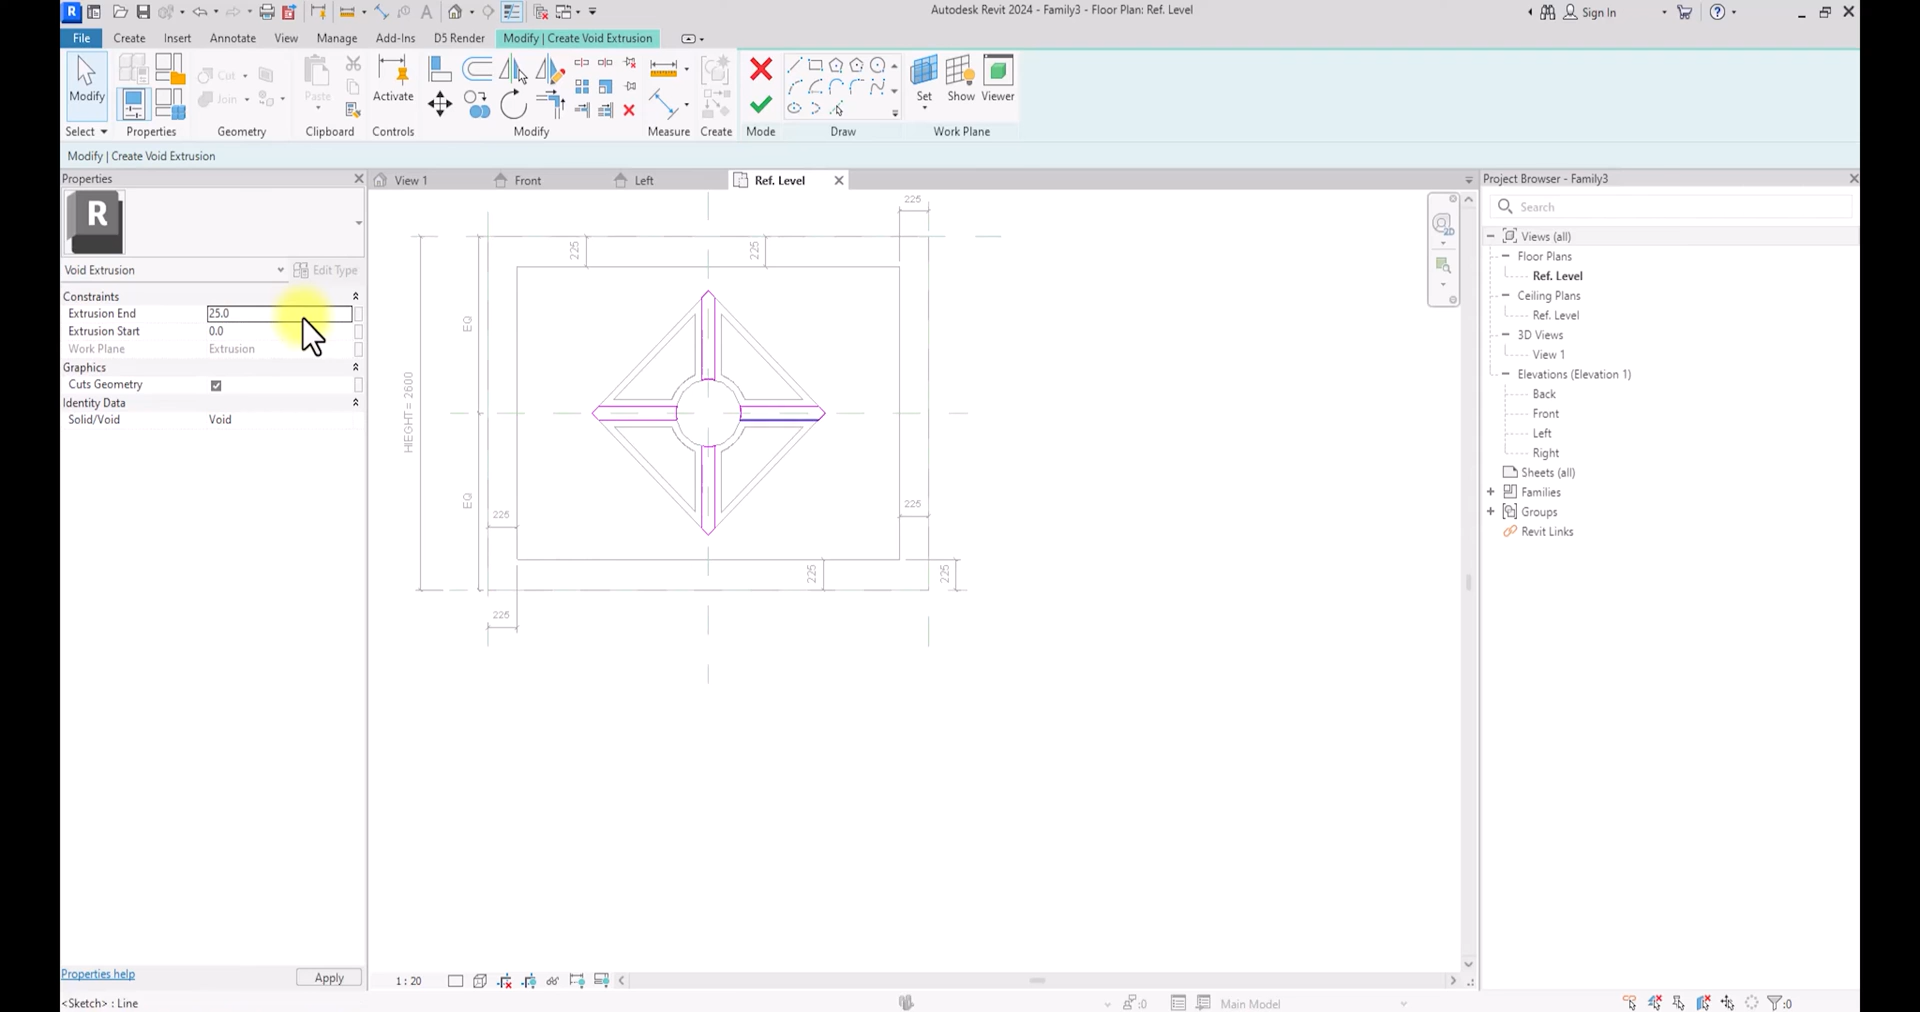 Autodesk Revit 2024 - Family3 - Floor Plan: Ref. Level
Sign In
File Create Insert Annotate View Manage Add-Ins D5 Render Modify | Create Void Extrusion
Modify
Cut
Join
Paste
Activate
Set Show Viewer
Select Properties Geometry Clipboard Controls Modify Measure Create Mode Draw Work Plane
Modify | Create Void Extrusion
Properties
R
Void Extrusion
Edit Type
Constraints
Extrusion End 25.0
Extrusion Start 0.0
Work Plane Extrusion
Graphics
Cuts Geometry
Identity Data
Solid/Void Void
Properties help
Apply
View 1
Front
Left
Ref. Level
225
225
225
EQ
HIEGHT = 2600
EQ
225
225
225
225
225
1 : 20
Project Browser - Family3
Search
Views (all)
Floor Plans
Ref. Level
Ceiling Plans
Ref. Level
3D Views
View 1
Elevations (Elevation 1)
Back
Front
Left
Right
Sheets (all)
Families
Groups
Revit Links
<Sketch> : Line
:0
Main Model
:0